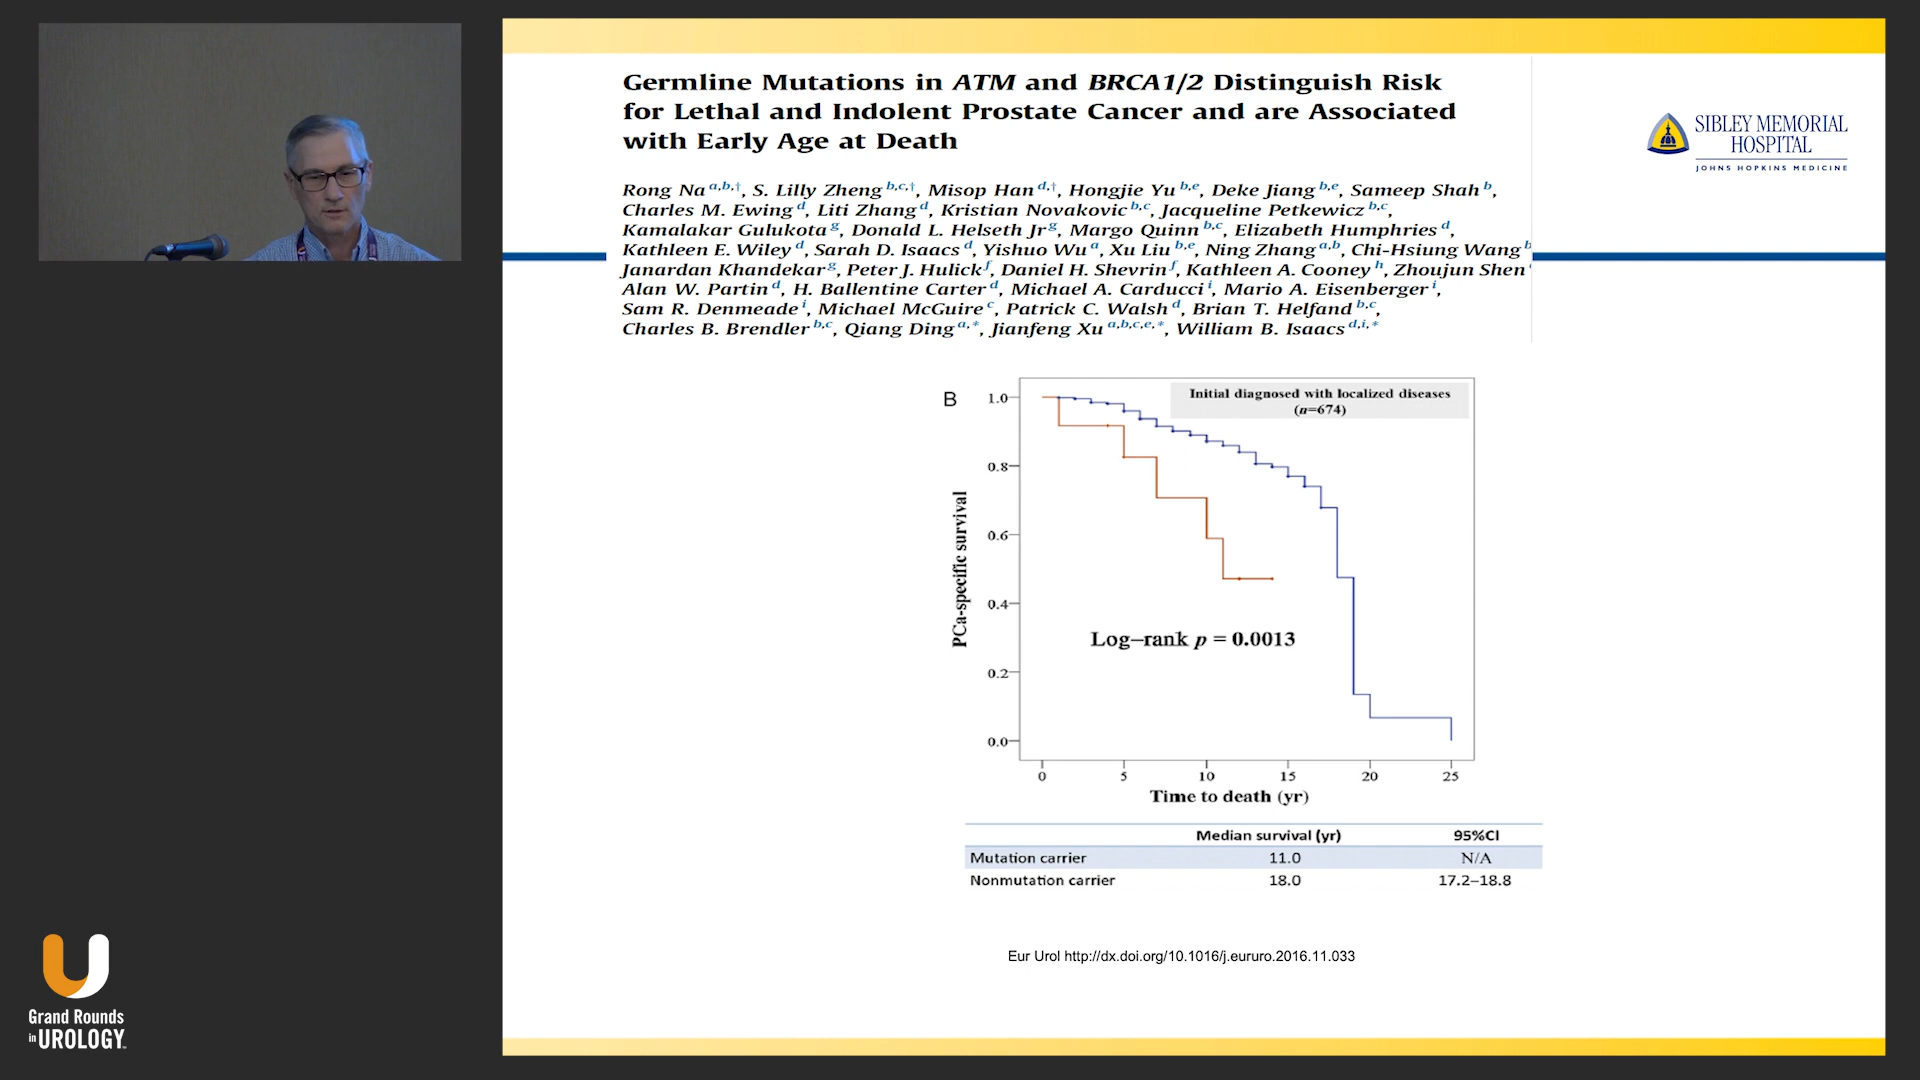 Germline Mutations in ATM and BRCA1/2 Distinguish Risk
for Lethal and Indolent Prostate Cancer and are Associated
with Early Age at Death
SIBLEY MEMORIAL
HOSPITAL
JOHNS HOPKINS MEDICINE
Rong Na a,b,†, S. Lilly Zheng b,c,†, Misop Han d,†, Hongjie Yu b,e, Deke Jiang b,e, Sameep Shah b,
Charles M. Ewing d, Liti Zhang d, Kristian Novakovic b,c, Jacqueline Petkewicz b,c,
Kamalakar Gulukota g, Donald L. Helseth Jr g, Margo Quinn b,c, Elizabeth Humphries d,
Kathleen E. Wiley d, Sarah D. Isaacs d, Yishuo Wu a, Xu Liu b,e, Ning Zhang a,b, Chi-Hsiung Wang b
Janardan Khandekar g, Peter J. Hulick f, Daniel H. Shevrin f, Kathleen A. Cooney h, Zhoujun Shen
Alan W. Partin d, H. Ballentine Carter d, Michael A. Carducci i, Mario A. Eisenberger i,
Sam R. Denmeade i, Michael McGuire c, Patrick C. Walsh d, Brian T. Helfand b,c,
Charles B. Brendler b,c, Qiang Ding a,*, Jianfeng Xu a,b,c,e,*, William B. Isaacs d,i,*
B
Initial diagnosed with localized diseases
(n=674)
1.0
0.8
0.6
0.4
0.2
0.0
PCa-specific survival
Log-rank p = 0.0013
0 5 10 15 20 25
Time to death (yr)
Median survival (yr) 95%CI
Mutation carrier 11.0 N/A
Nonmutation carrier 18.0 17.2–18.8
Eur Urol http://dx.doi.org/10.1016/j.eururo.2016.11.033
Grand Rounds
in UROLOGY